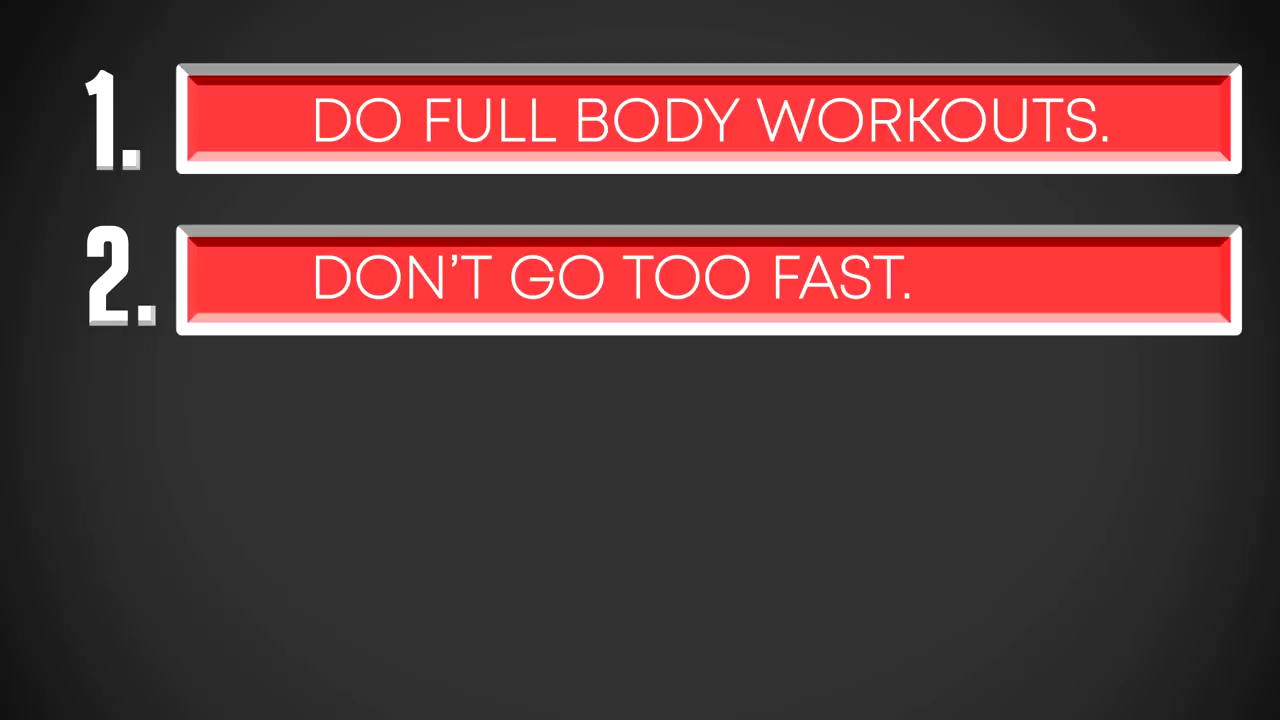 1. DO FULL BODY WORKOUTS.
2. DON’T GO TOO FAST.